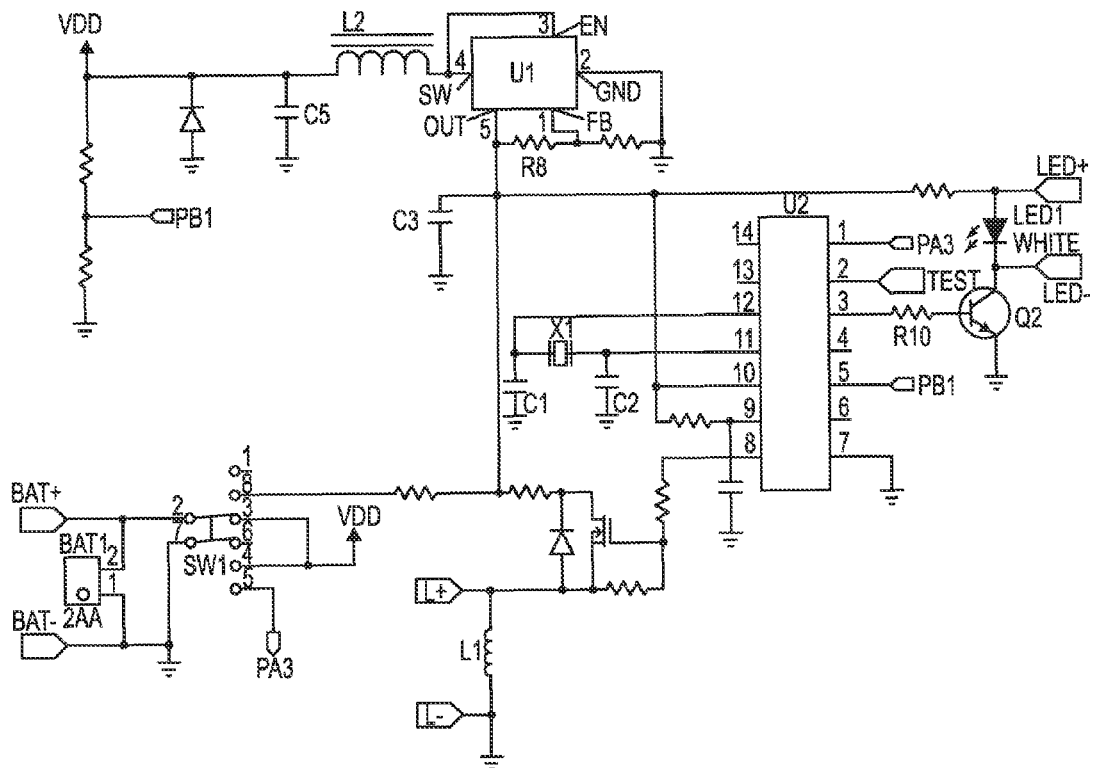 VDD
L2
3
EN
4
U1
2
SW
GND
C5
OUT
5
1
FB
R8
PB1
C3
U2
LED+
LED1
WHITE
LED-
14
13
12
11
10
9
8
1
2
3
4
5
6
7
PA3
TEST
R10
Q2
PB1
X1
C1
C2
BAT+
BAT1
2
1
2AA
BAT-
2
SW1
1
3
6
4
5
VDD
PA3
L+
L1
L-